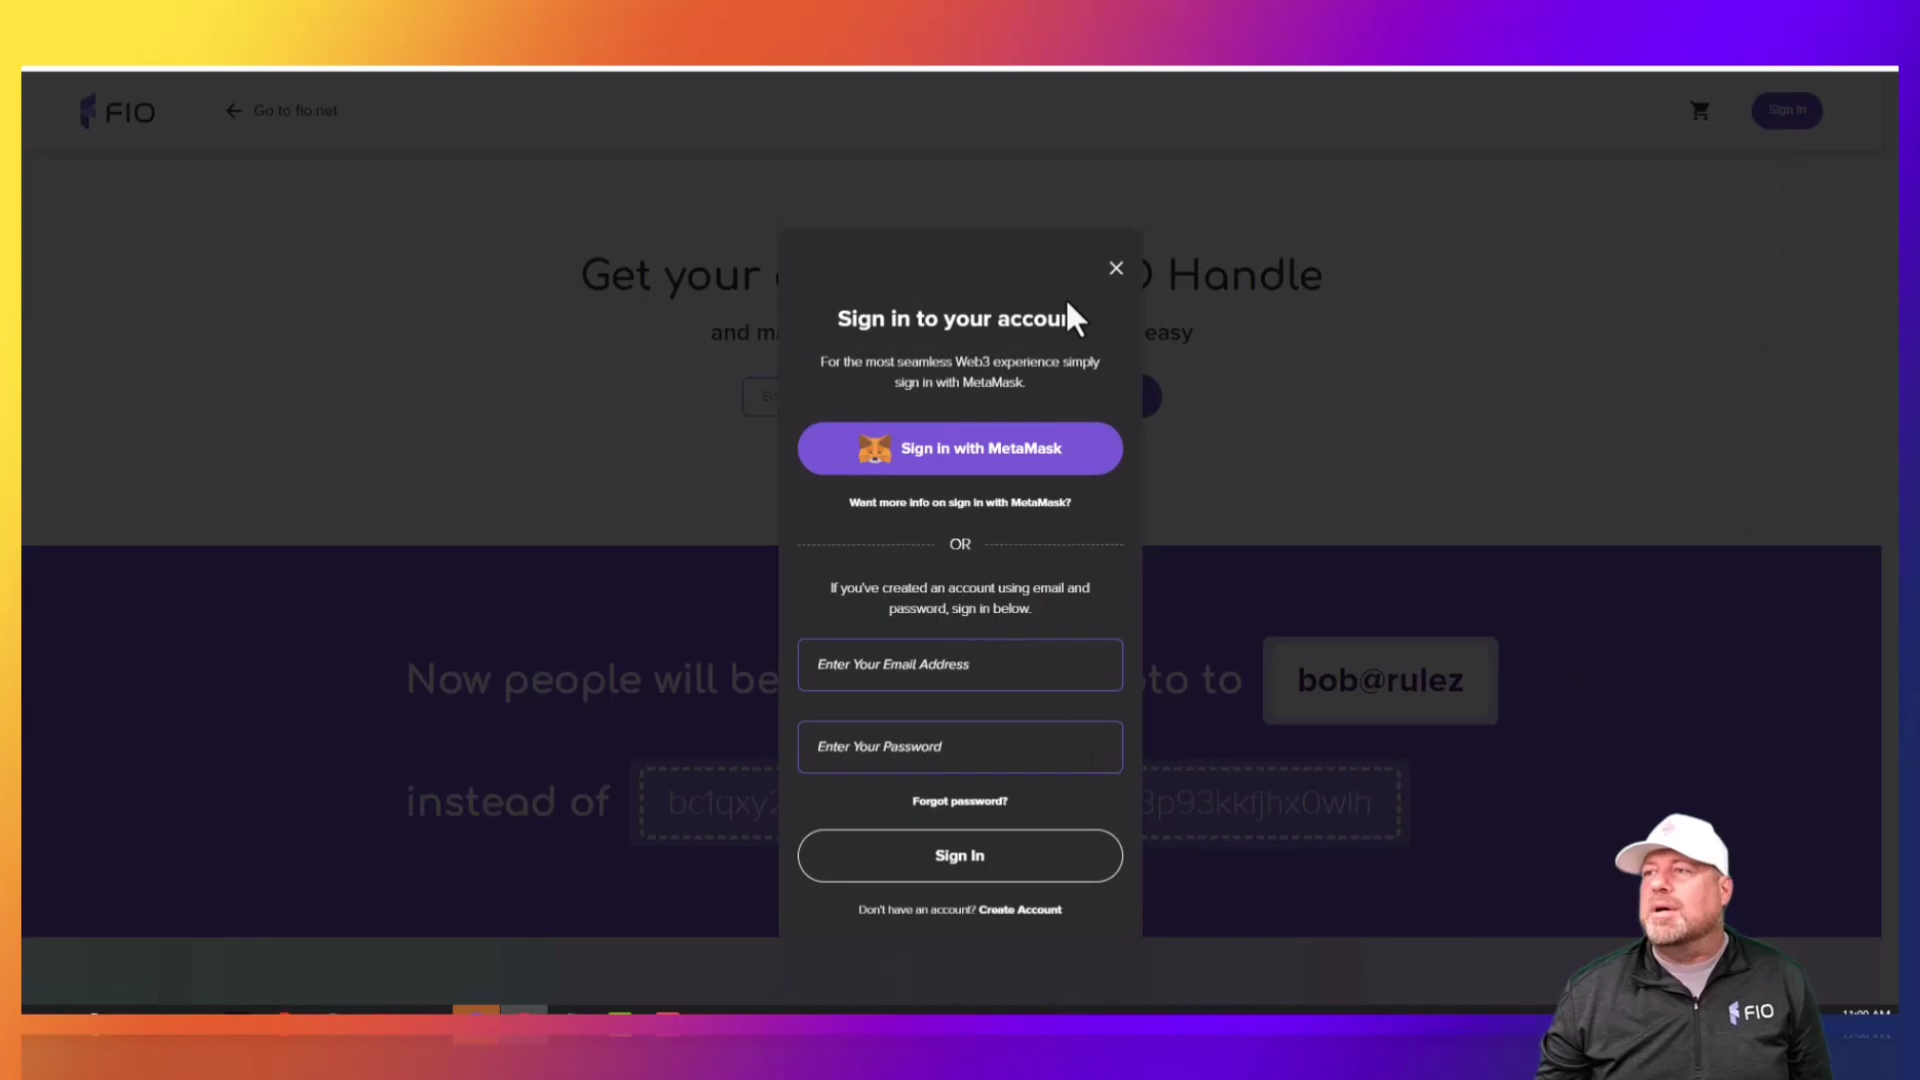 FIO
Go to fio.net
Sign In
Get your
Handle
and
easy
Sign in to your
For the most seamless Web3 experience simply
sign in with MetaMask.
Sign in with MetaMask
Want more info on sign in with MetaMask?
OR
If you've created an account using email and
password, sign in below.
Enter Your Email Address
Now people will be
to
bob@rulez
Enter Your Password
instead of
Forgot password?
Sign In
Don't have an account? Create Account
FIO